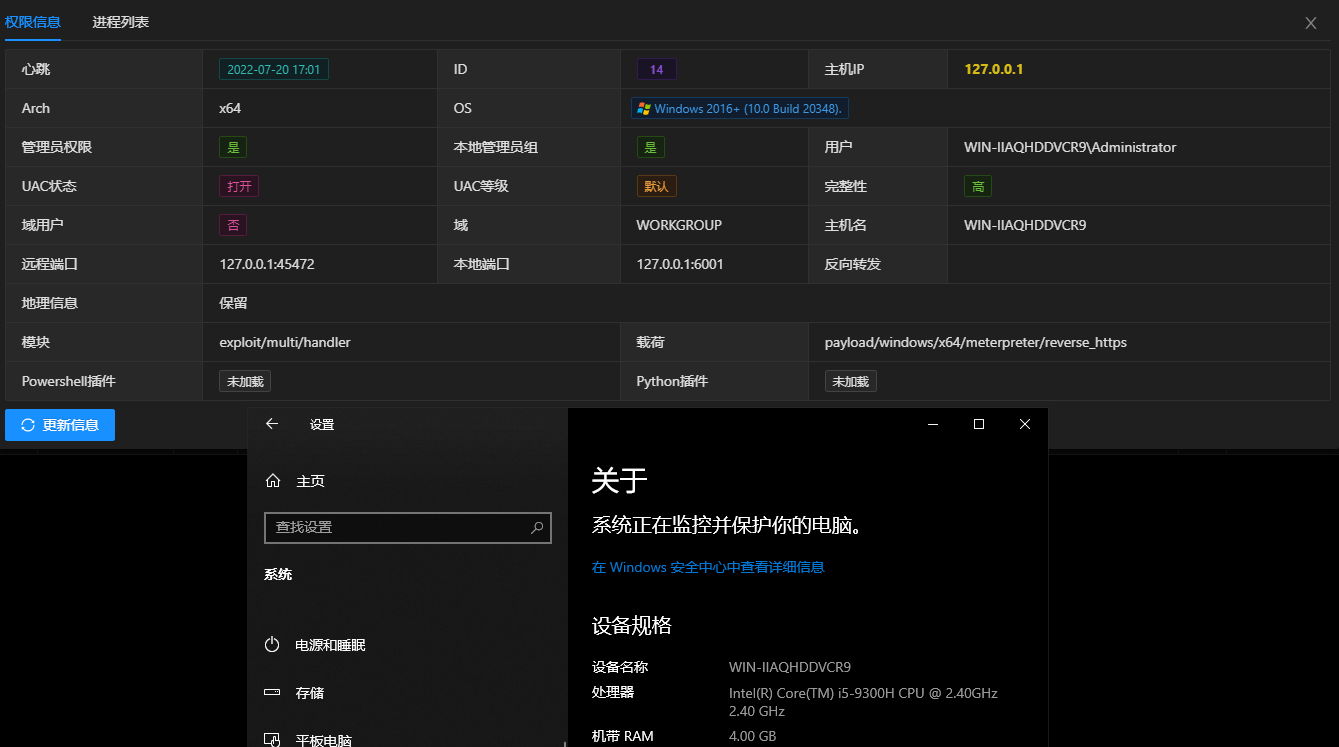 权限信息 进程列表
心跳 2022-07-20 17:01 ID 14 主机IP 127.0.0.1
Arch x64 OS Windows 2016+ (10.0 Build 20348).
管理员权限 是 本地管理员组 是 用户 WIN-IIAQHDDVCR9\Administrator
UAC状态 打开 UAC等级 默认 完整性 高
域用户 否 域 WORKGROUP 主机名 WIN-IIAQHDDVCR9
远程端口 127.0.0.1:45472 本地端口 127.0.0.1:6001 反向转发
地理信息 保留
模块 exploit/multi/handler 载荷 payload/windows/x64/meterpreter/reverse_https
Powershell插件 未加载 Python插件 未加载
更新信息
设置
主页
查找设置
系统
电源和睡眠
存储
平板电脑
关于
系统正在监控并保护你的电脑。
在 Windows 安全中心中查看详细信息
设备规格
设备名称 WIN-IIAQHDDVCR9
处理器 Intel(R) Core(TM) i5-9300H CPU @ 2.40GHz
2.40 GHz
机带 RAM 4.00 GB